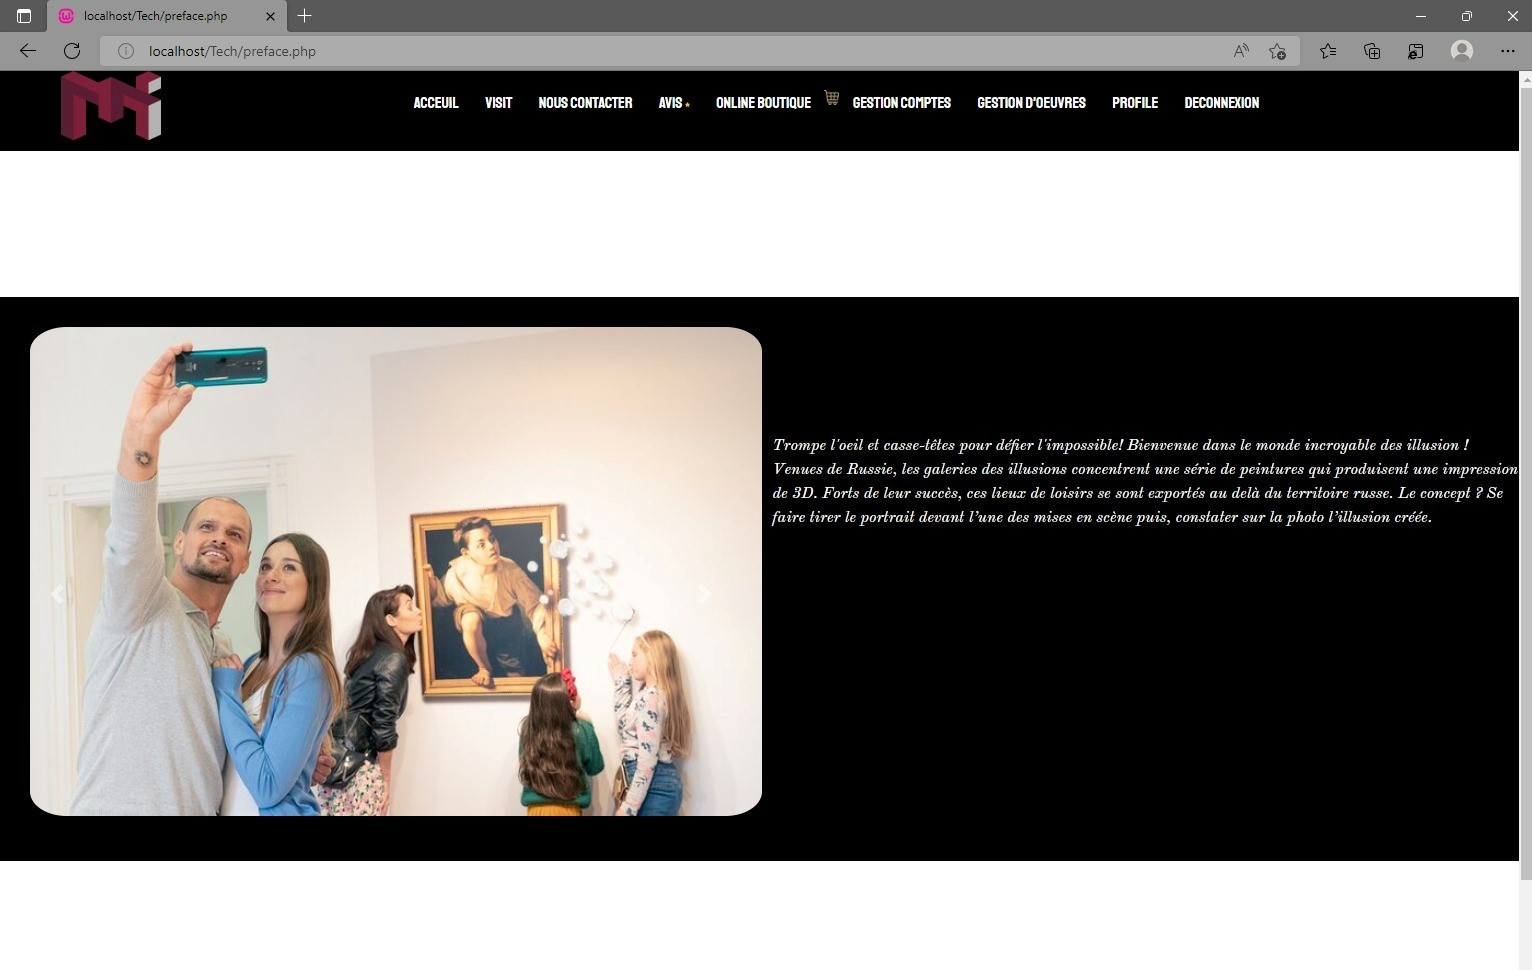 localhost/Tech/preface.php
localhost/Tech/preface.php
ACCEUIL VISIT NOUS CONTACTER AVIS ONLINE BOUTIQUE GESTION COMPTES GESTION D'OEUVRES PROFILE DECONNEXION
Trompe l'oeil et casse-têtes pour défier l'impossible! Bienvenue dans le monde incroyable des illusion !
Venues de Russie, les galeries des illusions concentrent une série de peintures qui produisent une impression
de 3D. Forts de leur succès, ces lieux de loisirs se sont exportés au delà du territoire russe. Le concept ? Se
faire tirer le portrait devant l’une des mises en scène puis, constater sur la photo l’illusion créée.